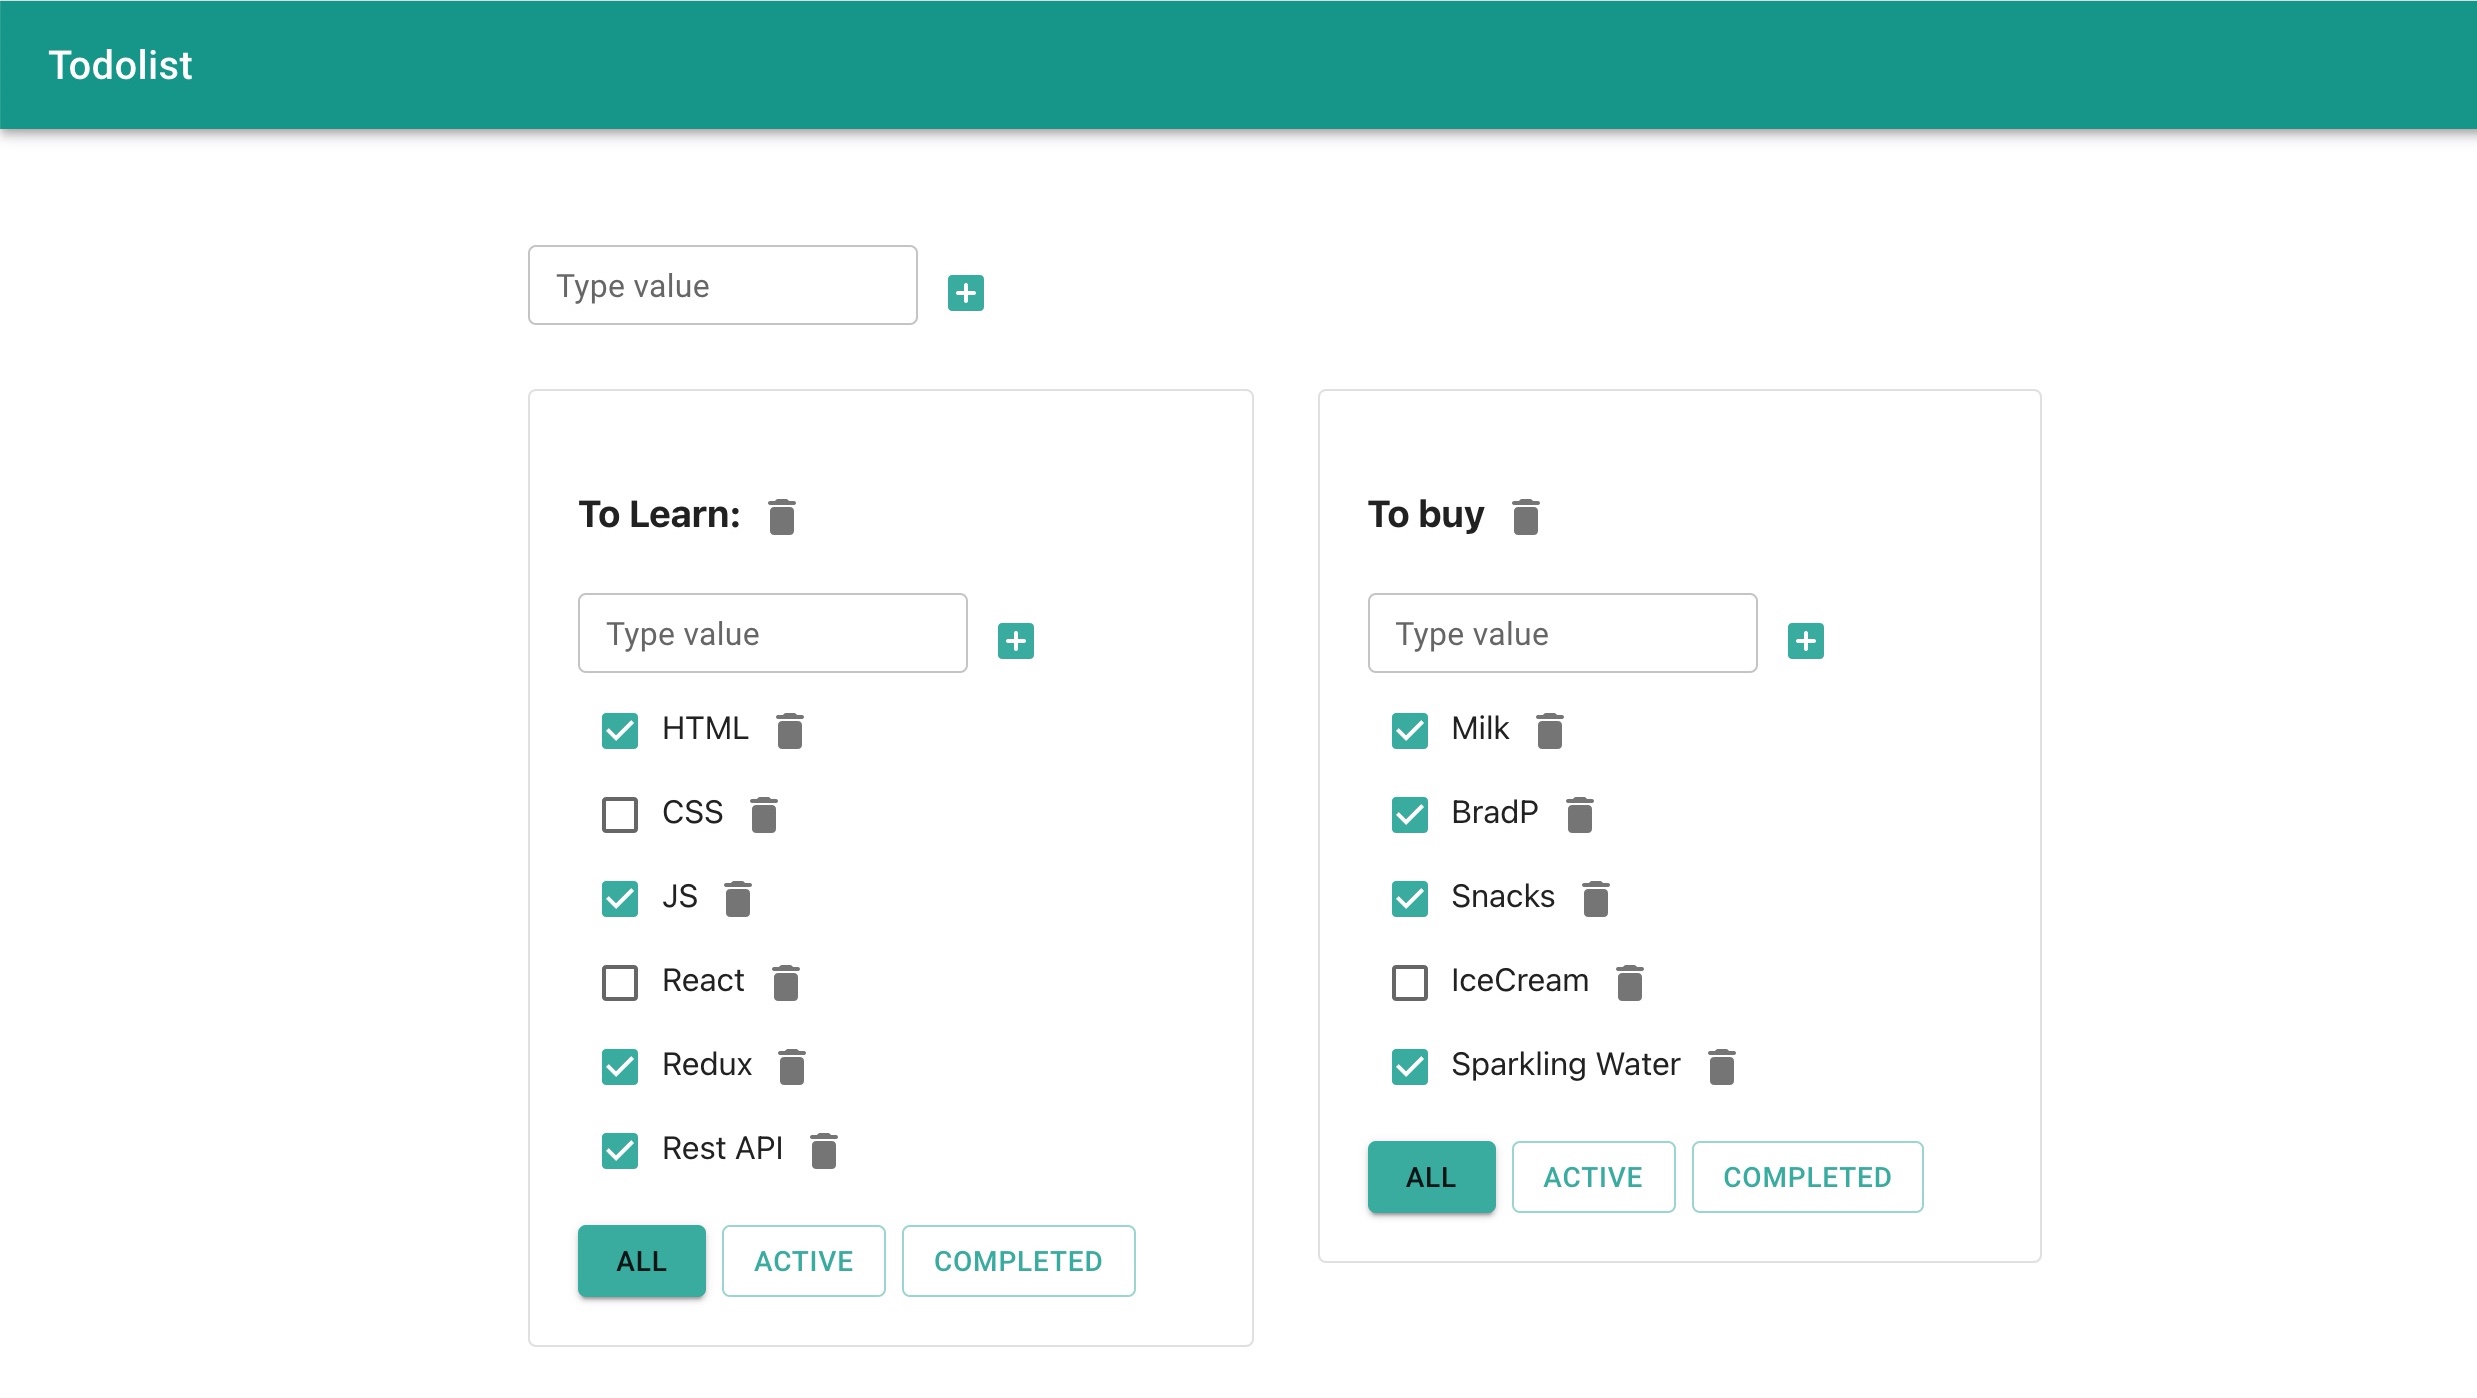 Todolist
Type value
To Learn:
Type value
HTML
CSS
JS
React
Redux
Rest API
ALL ACTIVE COMPLETED
To buy
Type value
Milk
BradP
Snacks
IceCream
Sparkling Water
ALL ACTIVE COMPLETED